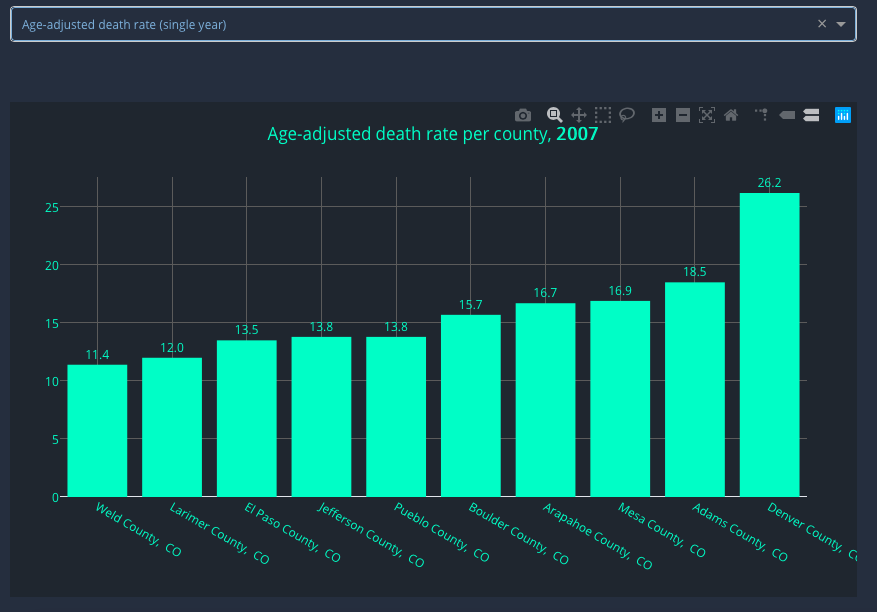 Age-adjusted death rate (single year)
Age-adjusted death rate per county, 2007
26.2
25
20
18.5
16.9
16.7
15.7
15
13.8
13.8
13.5
12.0
11.4
10
5
0
Weld County, CO
Larimer County, CO
El Paso County, CO
Jefferson County, CO
Pueblo County, CO
Boulder County, CO
Arapahoe County, CO
Mesa County, CO
Adams County, CO
Denver County,